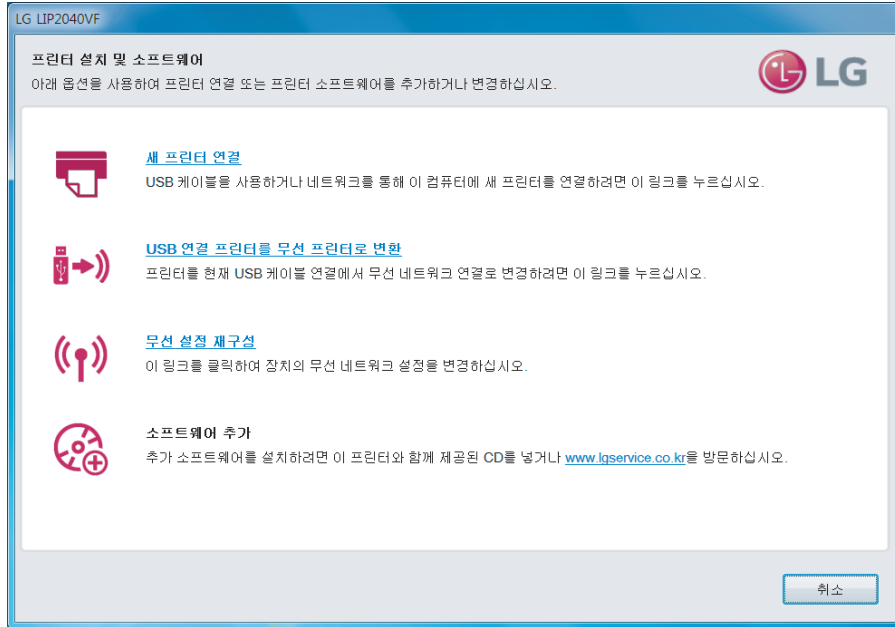 LG LIP2040VF
프린터 설치 및 소프트웨어
아래 옵션을 사용하여 프린터 연결 또는 프린터 소프트웨어를 추가하거나 변경하십시오.
LG
새 프린터 연결
USB 케이블을 사용하거나 네트워크를 통해 이 컴퓨터에 새 프린터를 연결하려면 이 링크를 누르십시오.
USB 연결 프린터를 무선 프린터로 변환
프린터를 현재 USB 케이블 연결에서 무선 네트워크 연결로 변경하려면 이 링크를 누르십시오.
무선 설정 재구성
이 링크를 클릭하여 장치의 무선 네트워크 설정을 변경하십시오.
소프트웨어 추가
추가 소프트웨어를 설치하려면 이 프린터와 함께 제공된 CD를 넣거나 www.lgservice.co.kr을 방문하십시오.
취소